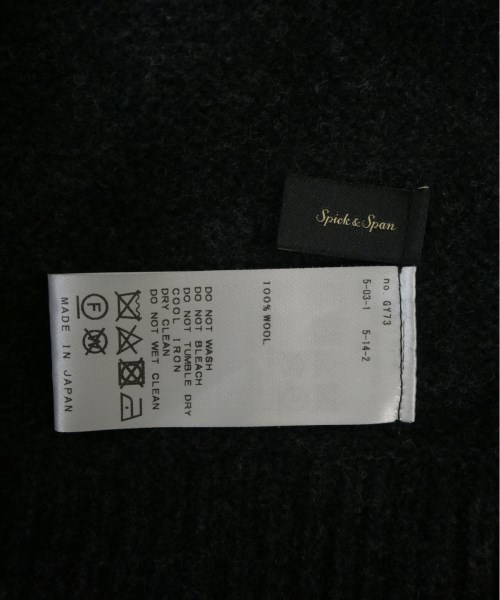 Spick & Span
no. GY73
5-03-1 5-14-2
100% WOOL
DO NOT WASH
DO NOT BLEACH
DO NOT TUMBLE DRY
COOL IRON
DRY CLEAN
DO NOT WET CLEAN
F W
MADE IN JAPAN